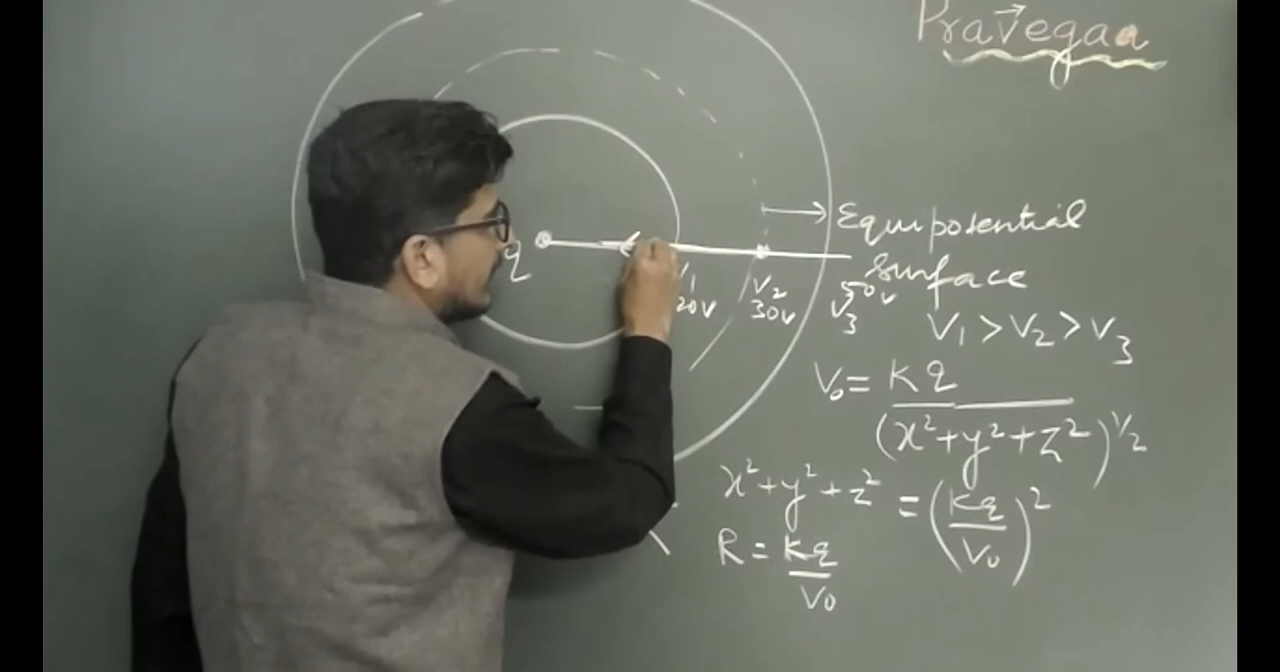 Pravegaa
q
Equipotential
surface
V1 V2 V3
20V 30V 50V
V1 > V2 > V3
V0 = Kq / (x² + y² + z²)^1/2
x² + y² + z² = (Kq / V0)²
R = Kq / V0